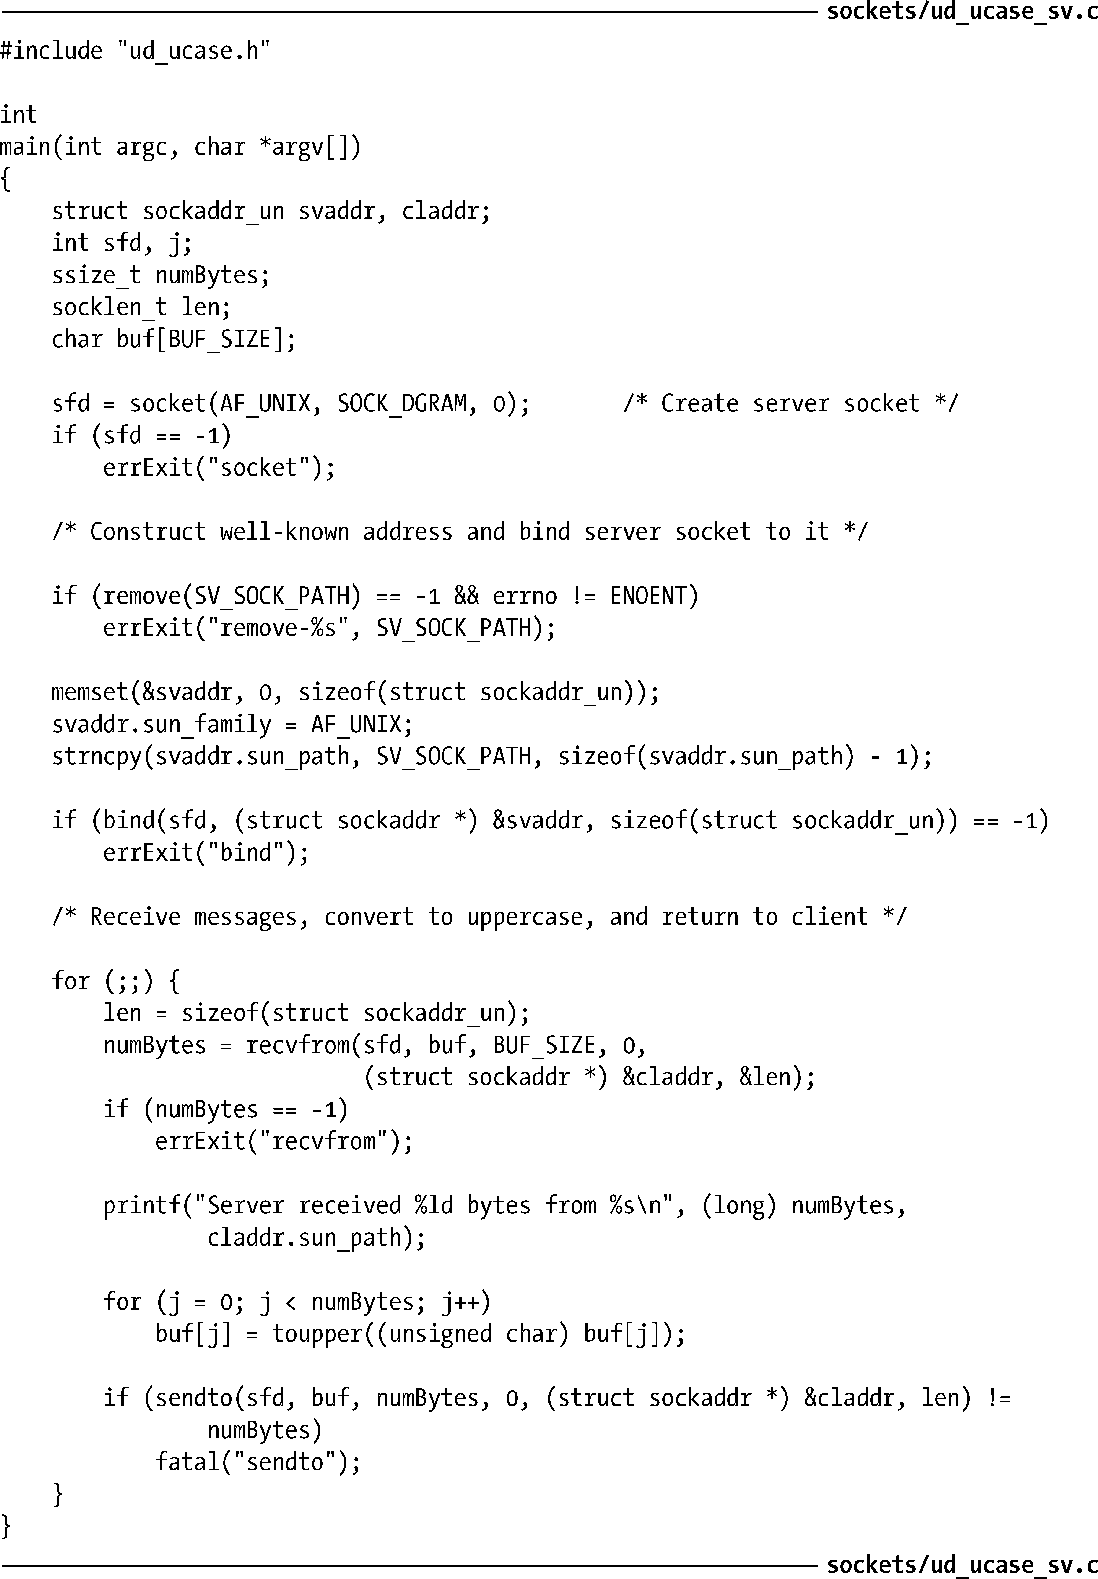 sockets/ud_ucase_sv.c
#include "ud_ucase.h"
int
main(int argc, char *argv[])
{
    struct sockaddr_un svaddr, claddr;
    int sfd, j;
    ssize_t numBytes;
    socklen_t len;
    char buf[BUF_SIZE];
    sfd = socket(AF_UNIX, SOCK_DGRAM, 0);       /* Create server socket */
    if (sfd == -1)
        errExit("socket");
    /* Construct well-known address and bind server socket to it */
    if (remove(SV_SOCK_PATH) == -1 && errno != ENOENT)
        errExit("remove-%s", SV_SOCK_PATH);
    memset(&svaddr, 0, sizeof(struct sockaddr_un));
    svaddr.sun_family = AF_UNIX;
    strncpy(svaddr.sun_path, SV_SOCK_PATH, sizeof(svaddr.sun_path) - 1);
    if (bind(sfd, (struct sockaddr *) &svaddr, sizeof(struct sockaddr_un)) == -1)
        errExit("bind");
    /* Receive messages, convert to uppercase, and return to client */
    for (;;) {
        len = sizeof(struct sockaddr_un);
        numBytes = recvfrom(sfd, buf, BUF_SIZE, 0,
                            (struct sockaddr *) &claddr, &len);
        if (numBytes == -1)
            errExit("recvfrom");
        printf("Server received %ld bytes from %s\n", (long) numBytes,
                claddr.sun_path);
        for (j = 0; j < numBytes; j++)
            buf[j] = toupper((unsigned char) buf[j]);
        if (sendto(sfd, buf, numBytes, 0, (struct sockaddr *) &claddr, len) !=
                numBytes)
            fatal("sendto");
    }
}
sockets/ud_ucase_sv.c